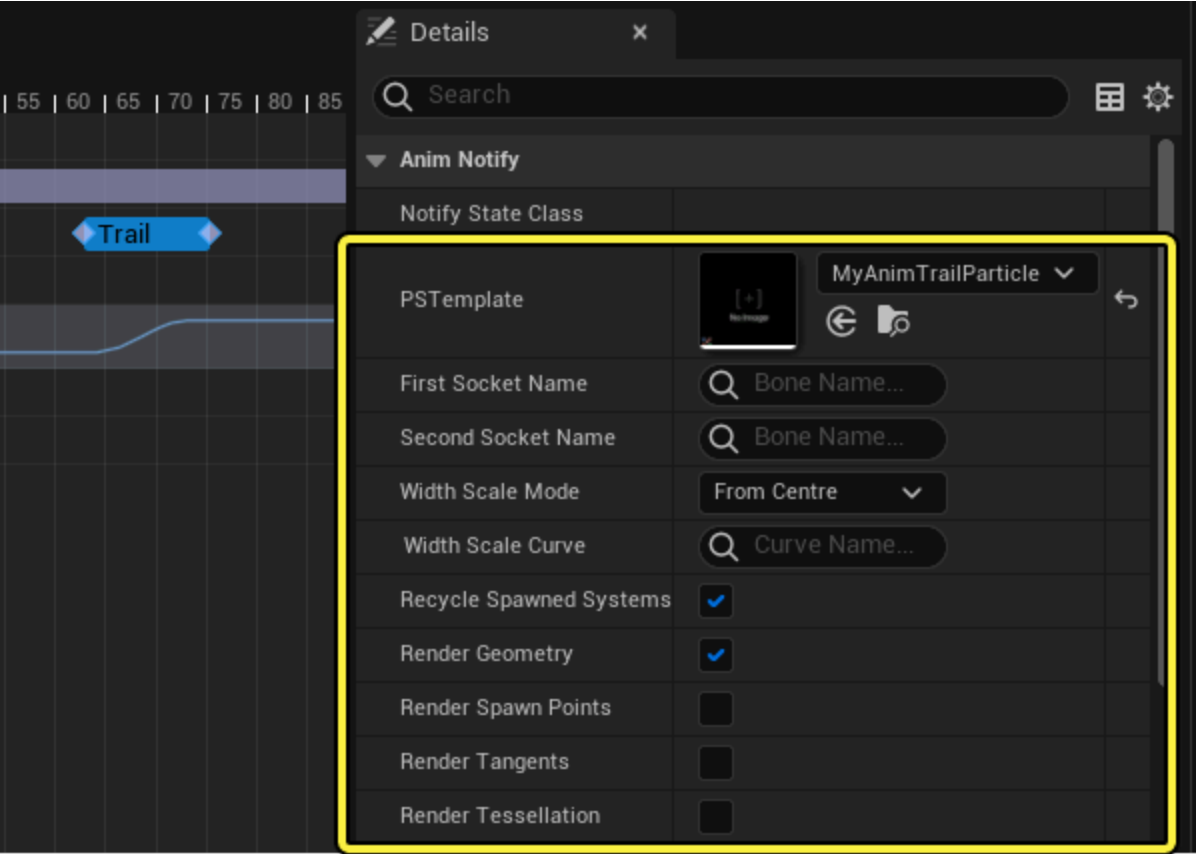 Details
Search
| 55 | 60 | 65 | 70 | 75 | 80 | 85
Anim Notify
Notify State Class
Trail
PSTemplate
[+]
No Image
MyAnimTrailParticle
First Socket Name
Bone Name...
Second Socket Name
Bone Name...
Width Scale Mode
From Centre
Width Scale Curve
Curve Name...
Recycle Spawned Systems
Render Geometry
Render Spawn Points
Render Tangents
Render Tessellation